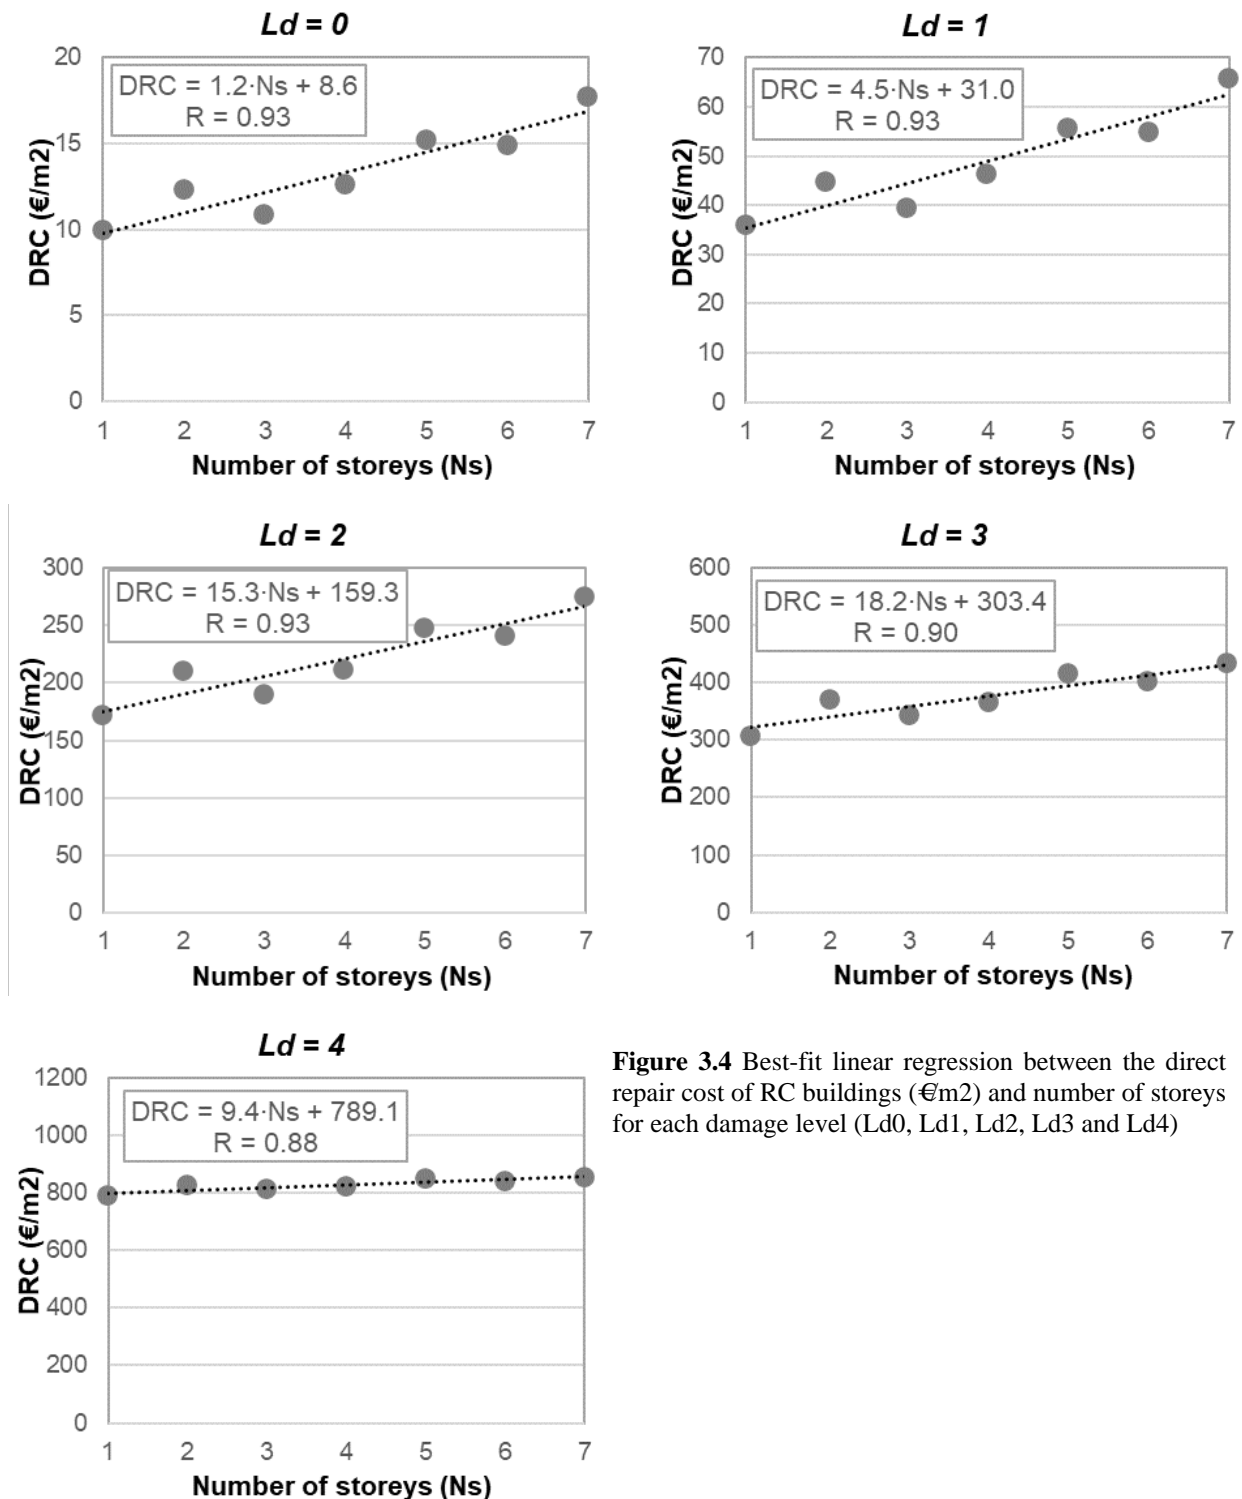 Ld = 0
DRC (€/m2)
20
15
10
5
0
DRC = 1.2·Ns + 8.6
R = 0.93
1 2 3 4 5 6 7
Number of storeys (Ns)
Ld = 1
DRC (€/m2)
70
60
50
40
30
20
10
0
DRC = 4.5·Ns + 31.0
R = 0.93
1 2 3 4 5 6 7
Number of storeys (Ns)
Ld = 2
DRC (€/m2)
300
250
200
150
100
50
0
DRC = 15.3·Ns + 159.3
R = 0.93
1 2 3 4 5 6 7
Number of storeys (Ns)
Ld = 3
DRC (€/m2)
600
500
400
300
200
100
0
DRC = 18.2·Ns + 303.4
R = 0.90
1 2 3 4 5 6 7
Number of storeys (Ns)
Ld = 4
DRC (€/m2)
1200
1000
800
600
400
200
0
DRC = 9.4·Ns + 789.1
R = 0.88
1 2 3 4 5 6 7
Number of storeys (Ns)
Figure 3.4 Best-fit linear regression between the direct
repair cost of RC buildings (€/m2) and number of storeys
for each damage level (Ld0, Ld1, Ld2, Ld3 and Ld4)